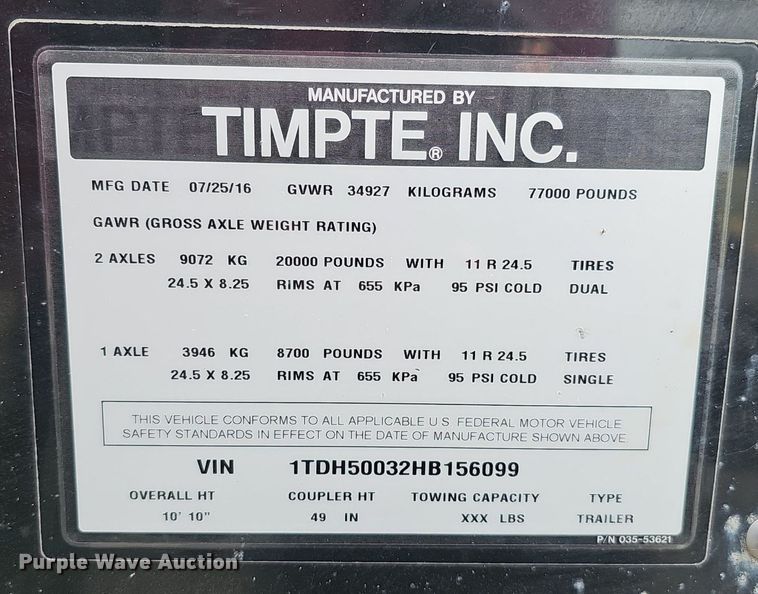 MANUFACTURED BY
TIMPTE® INC.
MFG DATE 07/25/16 GVWR 34927 KILOGRAMS 77000 POUNDS
GAWR (GROSS AXLE WEIGHT RATING)
2 AXLES 9072 KG 20000 POUNDS WITH 11 R 24.5 TIRES
24.5 X 8.25 RIMS AT 655 KPa 95 PSI COLD DUAL
1 AXLE 3946 KG 8700 POUNDS WITH 11 R 24.5 TIRES
24.5 X 8.25 RIMS AT 655 KPa 95 PSI COLD SINGLE
THIS VEHICLE CONFORMS TO ALL APPLICABLE U.S. FEDERAL MOTOR VEHICLE
SAFETY STANDARDS IN EFFECT ON THE DATE OF MANUFACTURE SHOWN ABOVE
VIN 1TDH50032HB156099
OVERALL HT COUPLER HT TOWING CAPACITY TYPE
10' 10" 49 IN XXX LBS TRAILER
P/N 035-53621
Purple Wave Auction